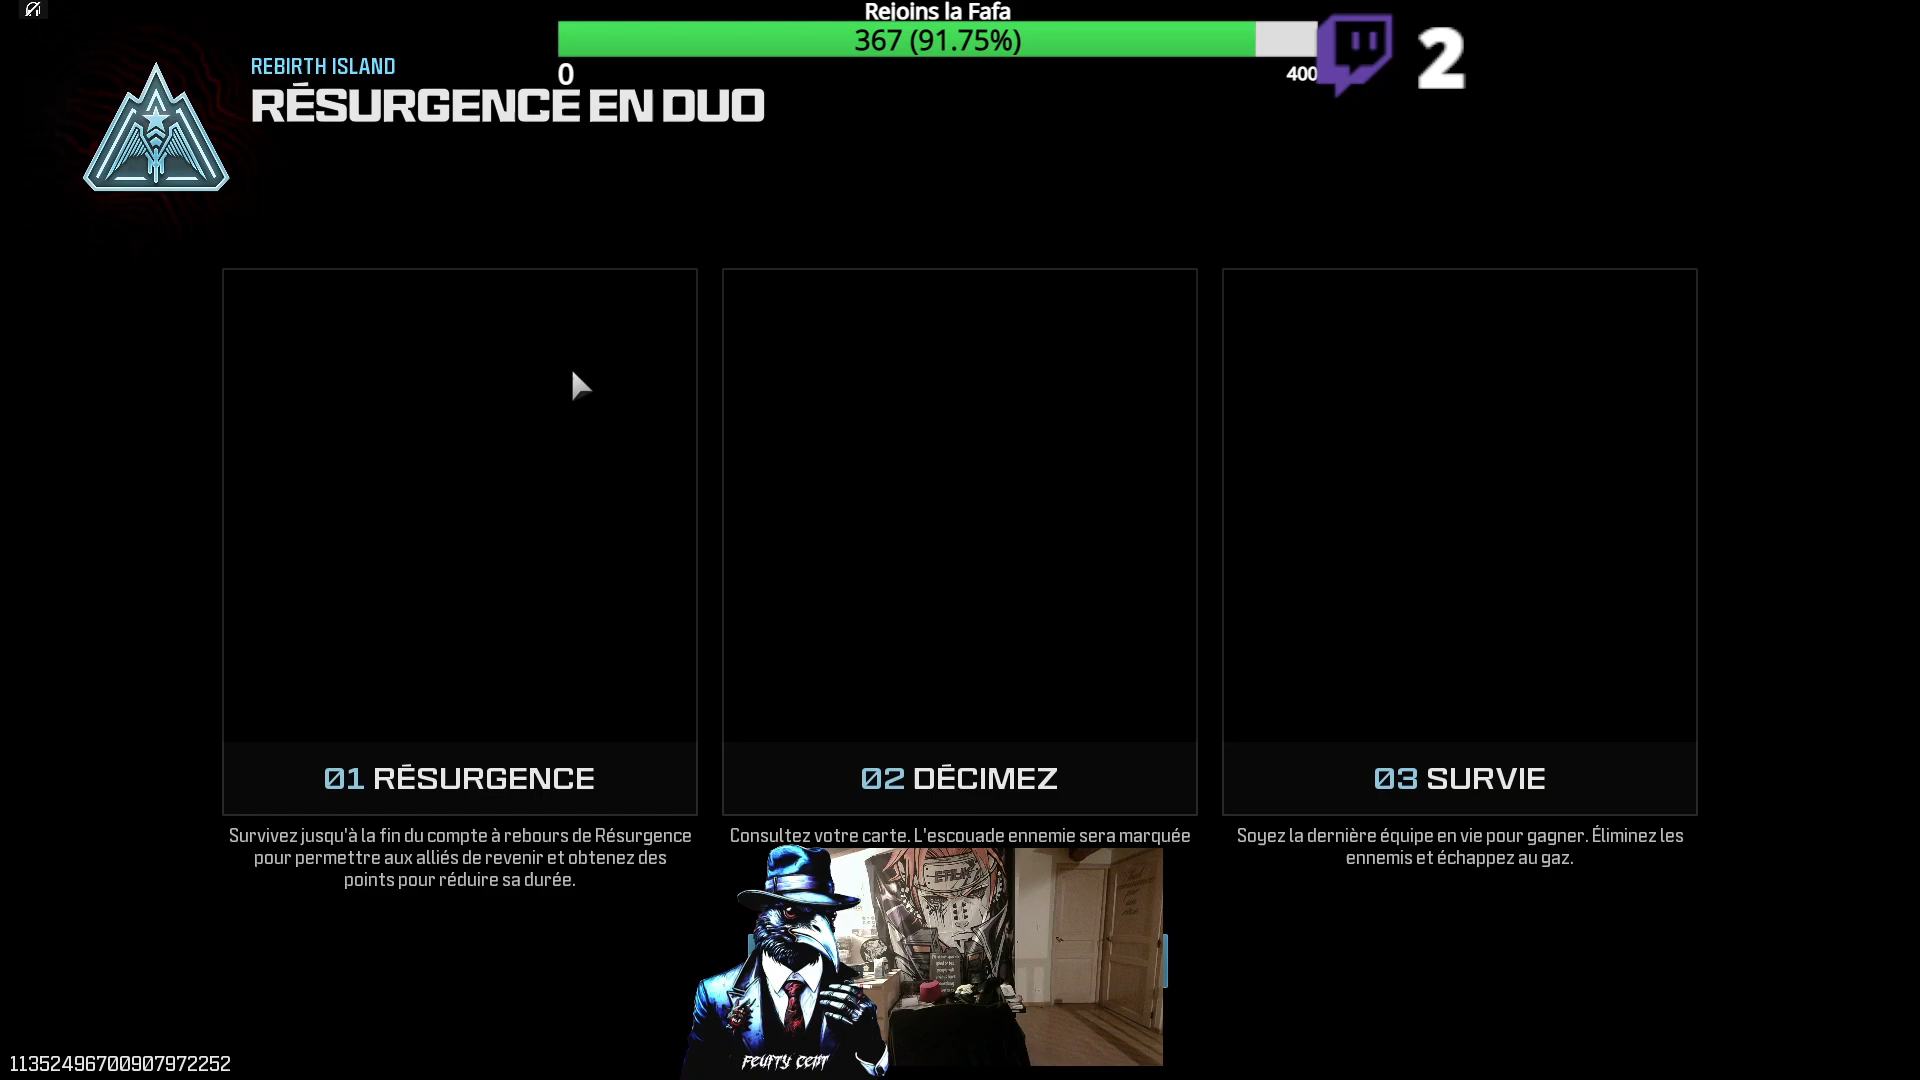 Rejoins la Fafa
367 (91.75%)
0
400
2
REBIRTH ISLAND
RÉSURGENCE EN DUO
01 RÉSURGENCE
Survivez jusqu'à la fin du compte à rebours de Résurgence
pour permettre aux alliés de revenir et obtenez des
points pour réduire sa durée.
02 DÉCIMEZ
Consultez votre carte. L'escouade ennemie sera marquée
03 SURVIE
Soyez la dernière équipe en vie pour gagner. Éliminez les
ennemis et échappez au gaz.
11352496700907972252